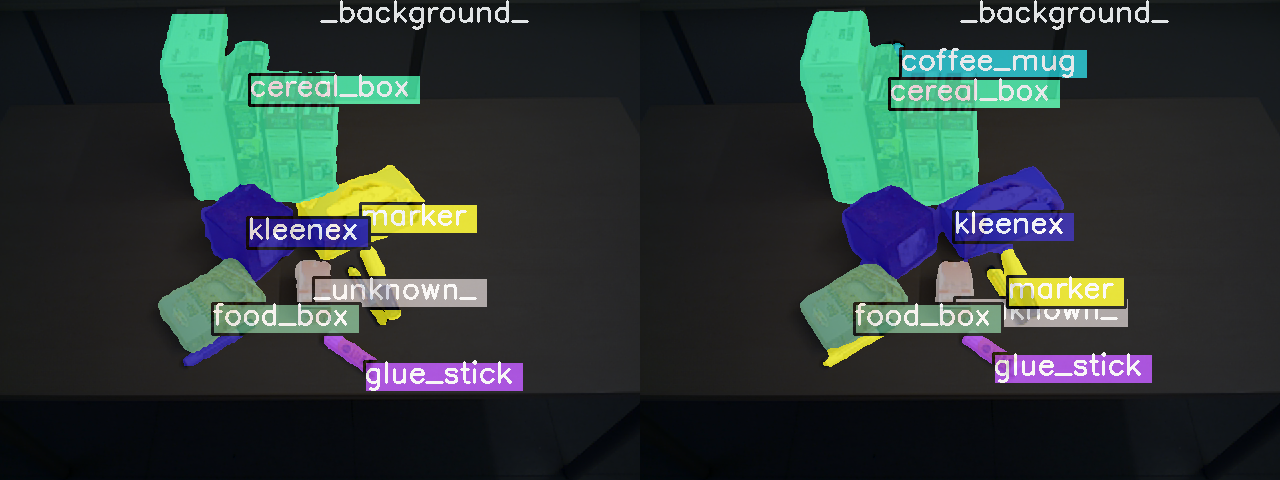 _background_
cereal_box
marker
kleenex
_unknown_
food_box
glue_stick
_background_
coffee_mug
cereal_box
kleenex
marker
known_
food_box
glue_stick